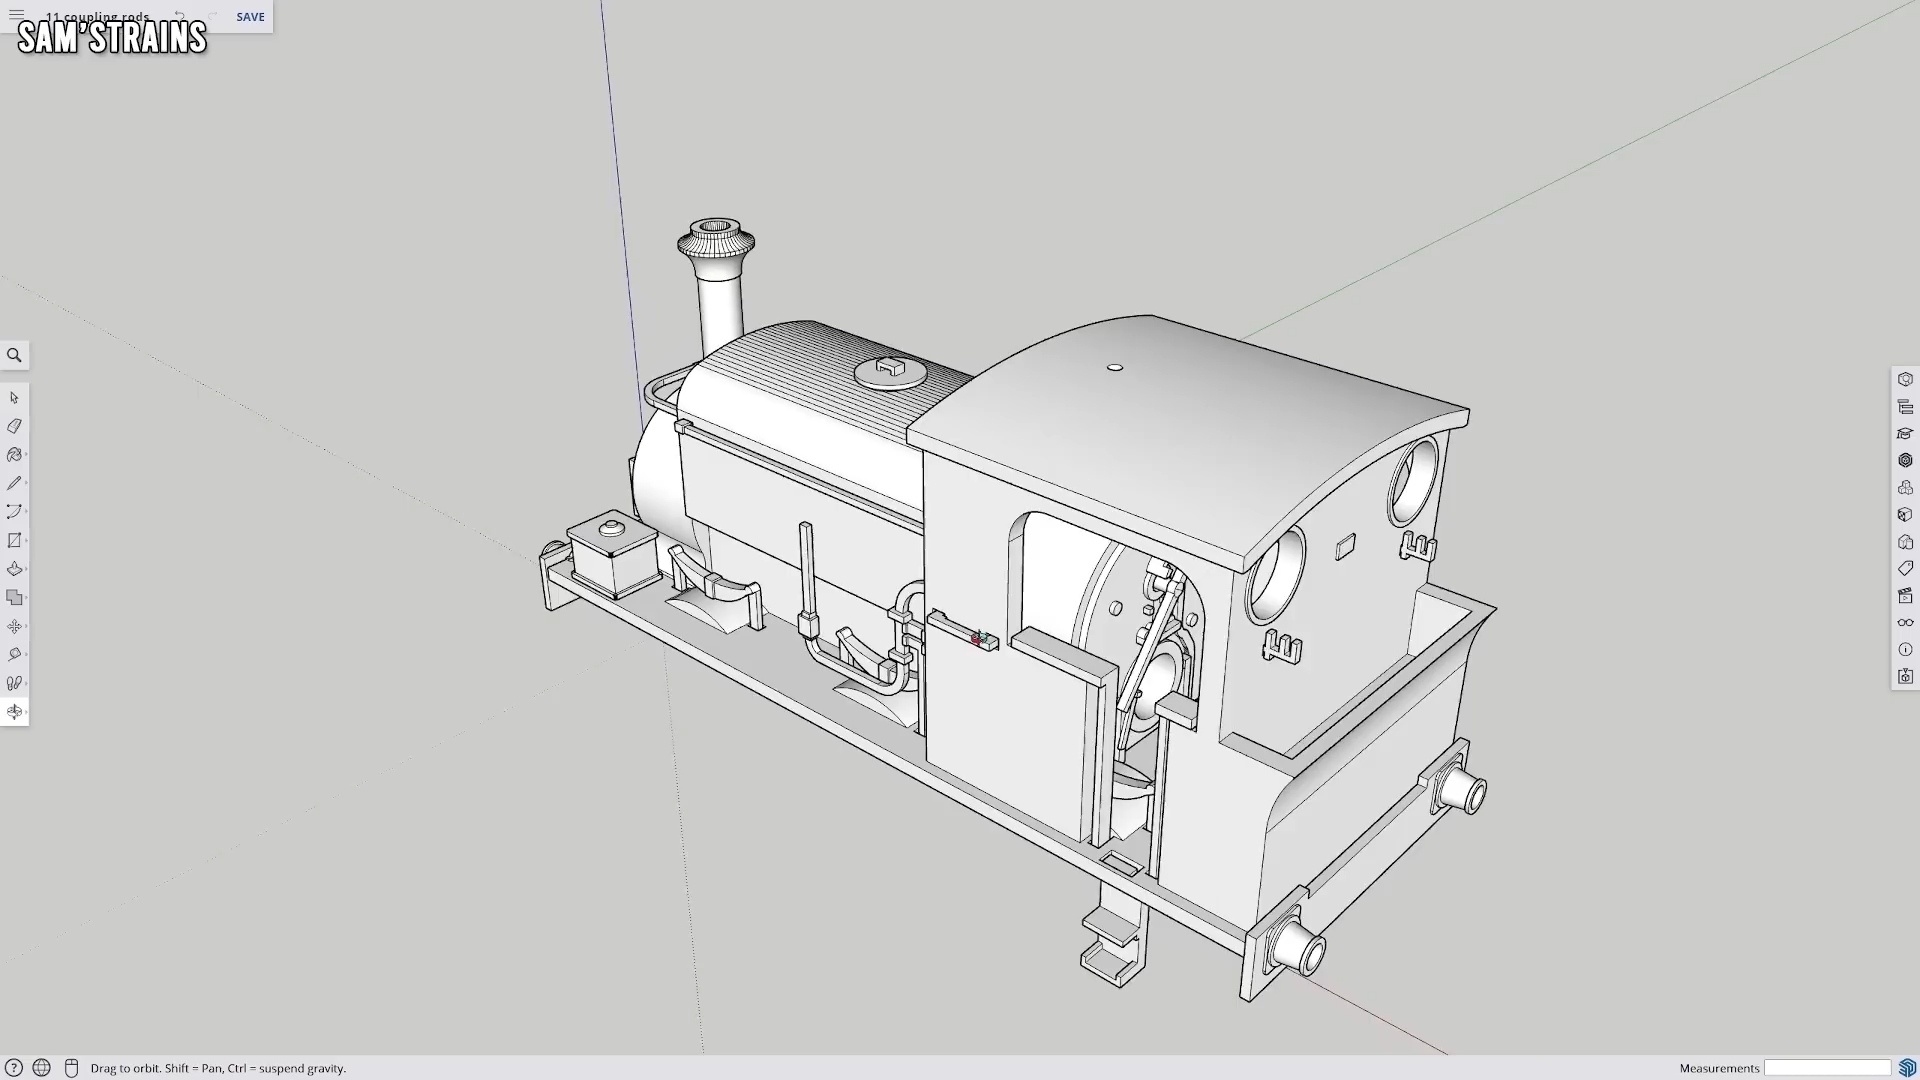 11 coupling rods
SAVE
SAM'STRAINS
Drag to orbit. Shift = Pan, Ctrl = suspend gravity.
Measurements